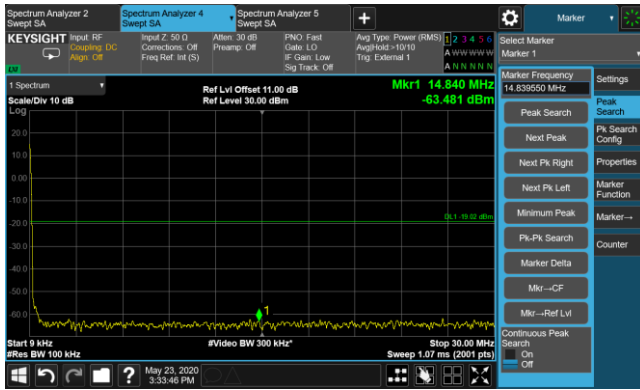 Spectrum Analyzer 2
Swept SA
Spectrum Analyzer 4
Swept SA
Spectrum Analyzer 5
Swept SA
Marker
KEYSIGHT
Input: RF
Coupling: DC
Align: Off
Input Z: 50 Ω
Corrections: Off
Freq Ref: Int (S)
Atten: 30 dB
Preamp: Off
PNO: Fast
Gate: LO
IF Gain: Low
Sig Track: Off
Avg Type: Power (RMS)
Avg|Hold:>10/10
Trig: External 1
1 2 3 4 5 6
A W W W W W
A N N N N N
Select Marker
Marker 1
1 Spectrum
Scale/Div 10 dB
Log
Ref Lvl Offset 11.00 dB
Ref Level 30.00 dBm
Mkr1 14.840 MHz
-63.481 dBm
20.0
10.0
0.00
-10.0
-20.0
-30.0
-40.0
-50.0
-60.0
DL1 -19.02 dBm
1
Start 9 kHz
#Res BW 100 kHz
#Video BW 300 kHz*
Stop 30.00 MHz
Sweep 1.07 ms (2001 pts)
Marker Frequency
14.839550 MHz
Peak Search
Next Peak
Next Pk Right
Next Pk Left
Minimum Peak
Pk-Pk Search
Marker Delta
Mkr→CF
Mkr→Ref Lvl
Continuous Peak
Search
On
Off
Settings
Peak
Search
Pk Search
Config
Properties
Marker
Function
Marker→
Counter
?
May 23, 2020
3:33:46 PM